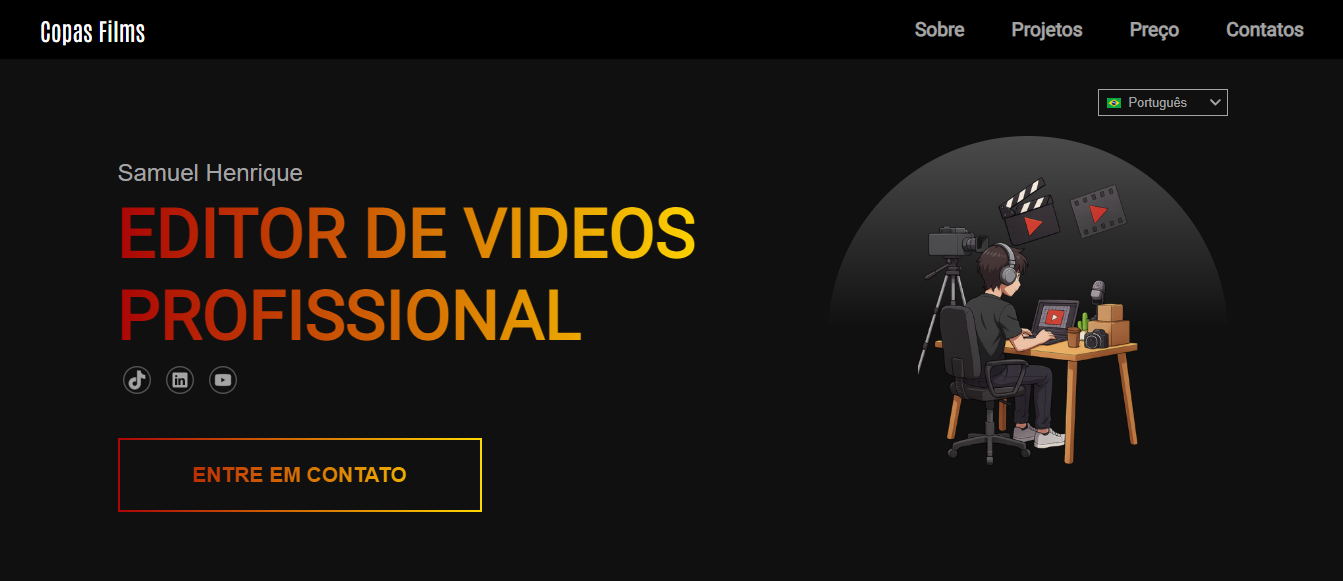 Copas Films
Sobre Projetos Preço Contatos
Português
Samuel Henrique
EDITOR DE VIDEOS
PROFISSIONAL
ENTRE EM CONTATO